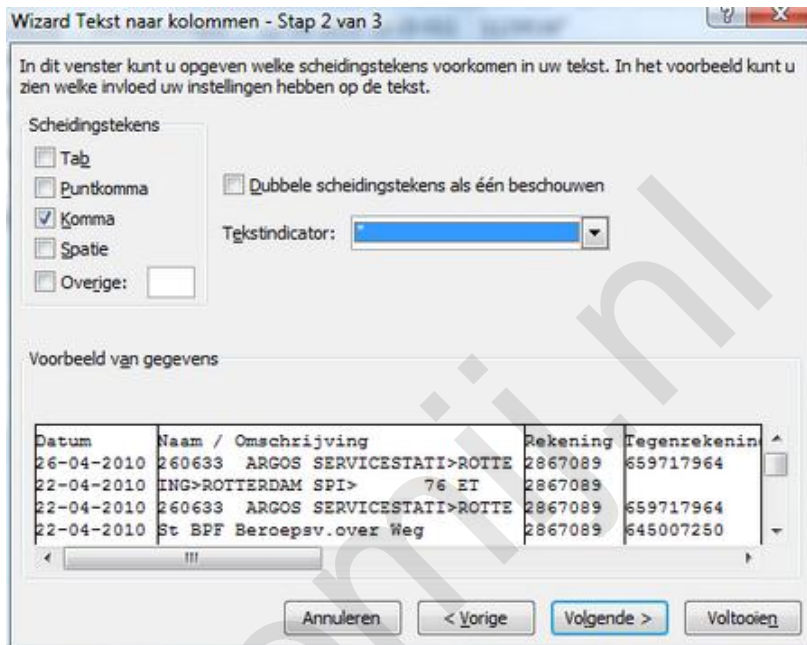 Wizard Tekst naar kolommen - Stap 2 van 3
In dit venster kunt u opgeven welke scheidingstekens voorkomen in uw tekst. In het voorbeeld kunt u
zien welke invloed uw instellingen hebben op de tekst.
Scheidingstekens
Tab
Puntkomma
Komma
Spatie
Overige:
Dubbele scheidingstekens als één beschouwen
Tekstindicator: "
Voorbeeld van gegevens
Datum Naam / Omschrijving Rekening Tegenrekening
26-04-2010 260633 ARGOS SERVICESTATI>ROTTE 2867089 659717964
22-04-2010 ING>ROTTERDAM SPI> 76 ET 2867089
22-04-2010 260633 ARGOS SERVICESTATI>ROTTE 2867089 659717964
22-04-2010 St BPF Beroepsv.over Weg 2867089 645007250
Annuleren < Vorige Volgende > Voltooien
omij.nl